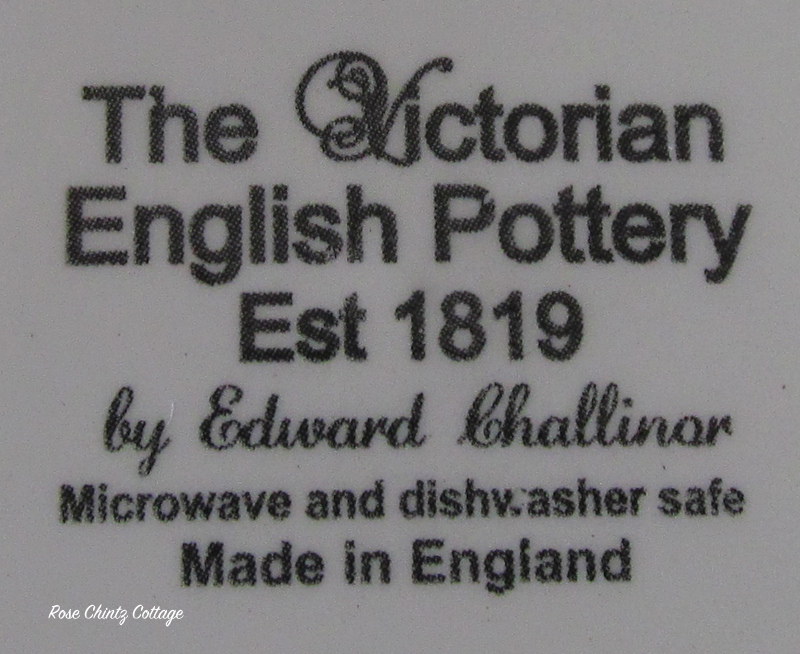 The Victorian
English Pottery
Est 1819
by Edward Challinor
Microwave and dishwasher safe
Made in England
Rose Chintz Cottage